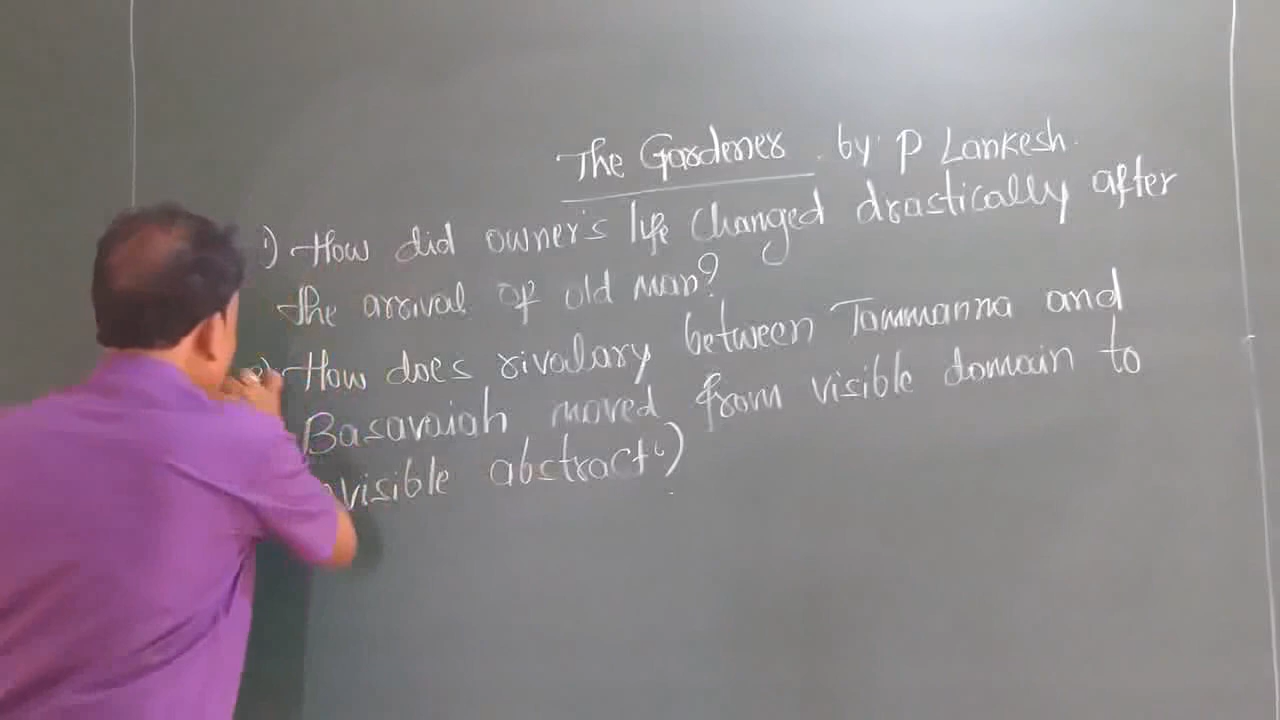 The Gardener . by P Lankesh.
1) How did owner's life changed drastically after
the arrival of old man?
2) How does rivalary between Tammanna and
Basavaiah moved from visible domain to
visible abstract?